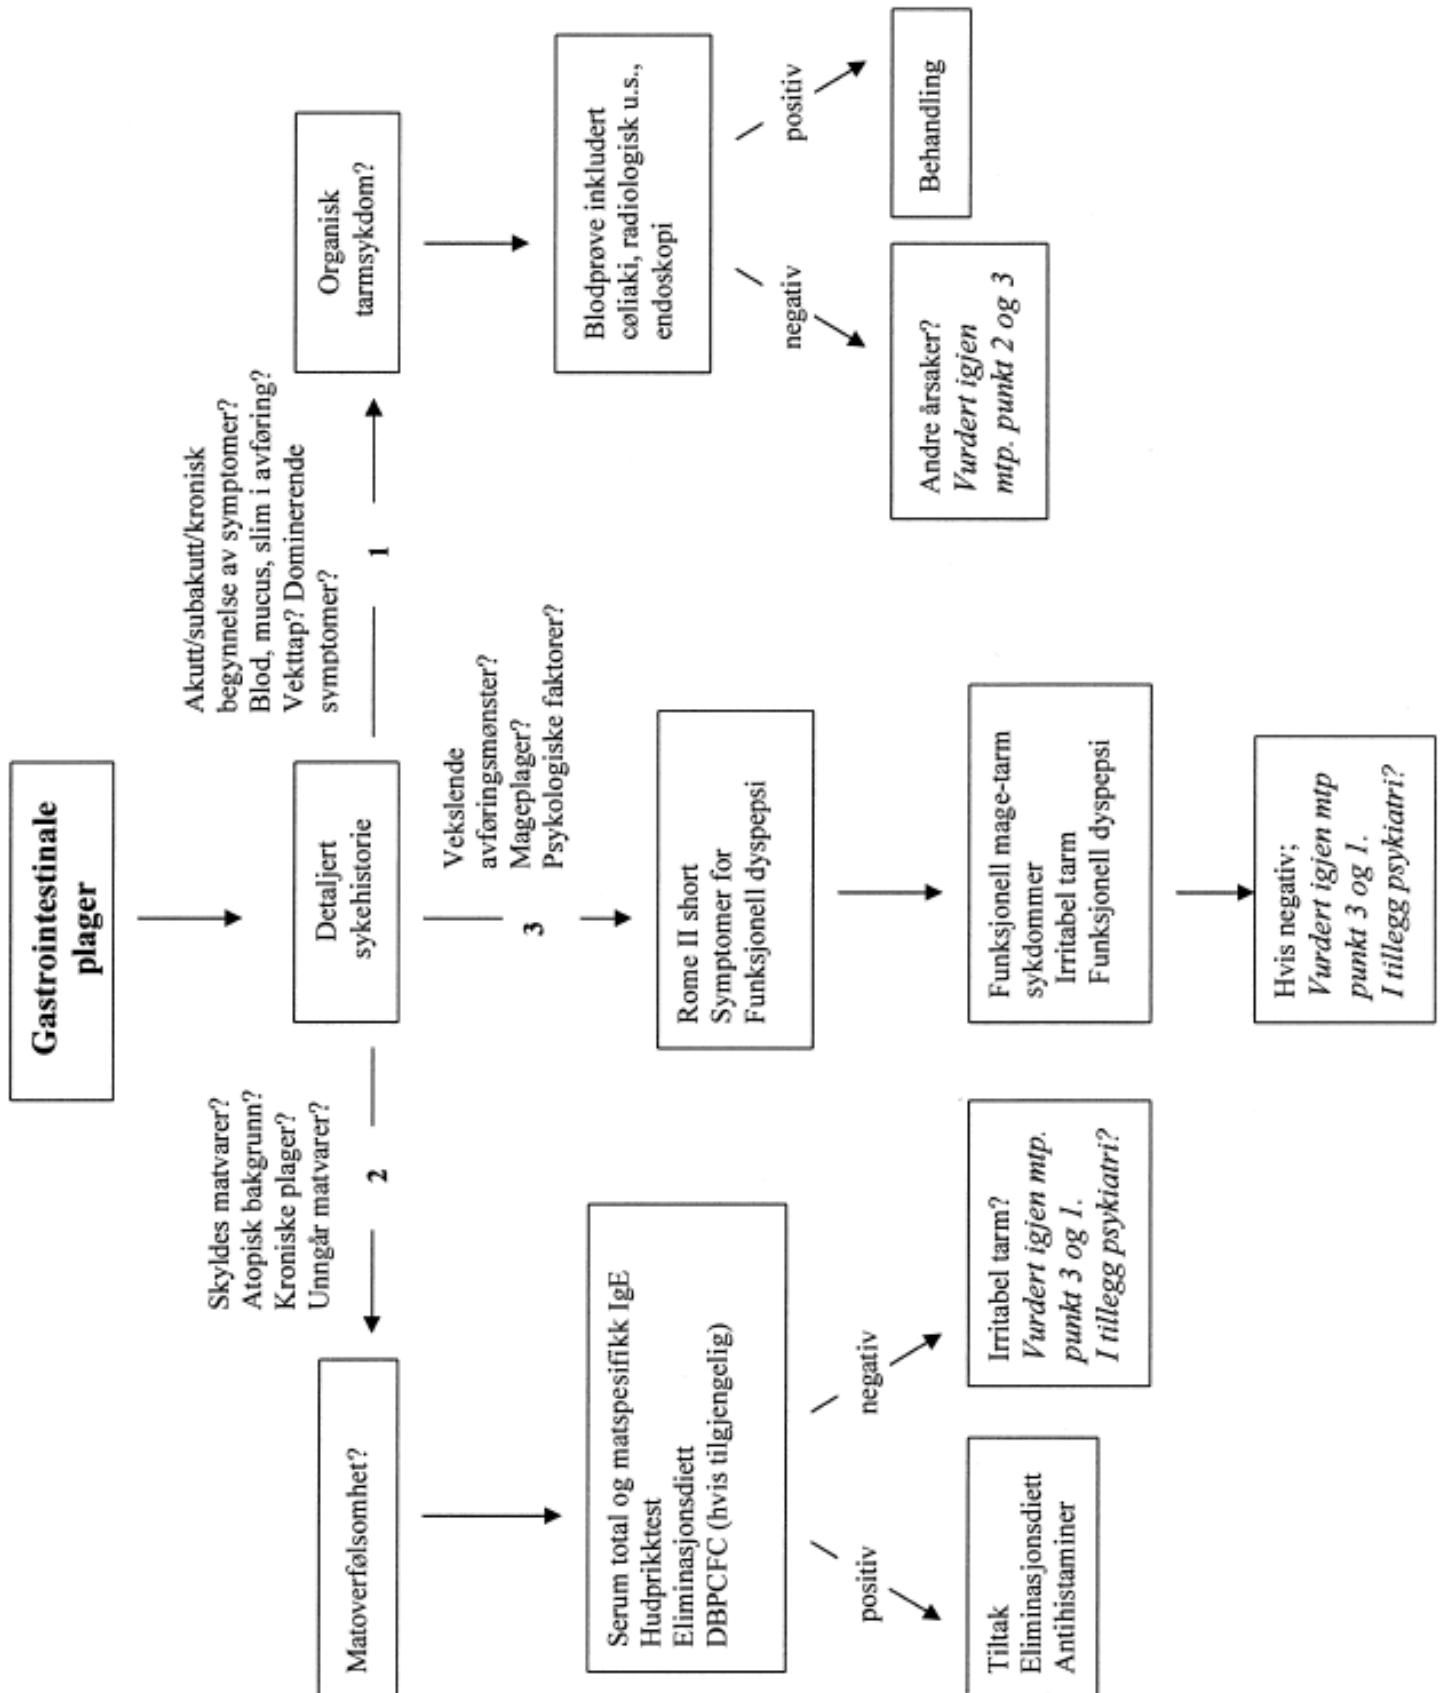 Gastrointestinale
plager
Detaljert
sykehistorie
Akutt/subakutt/kronisk
begynnelse av symptomer?
Blod, mucus, slim i avføring?
Vekttap? Dominerende
symptomer?
1
Organisk
tarmsykdom?
Blodprøve inkludert
cøliaki, radiologisk u.s.,
endoskopi
negativ
positiv
Andre årsaker?
Vurdert igjen
mtp. punkt 2 og 3
Behandling
Skyldes matvarer?
Atopisk bakgrunn?
Kroniske plager?
Unngår matvarer?
2
Matoverfølsomhet?
Serum total og matspesifikk IgE
Hudprikktest
Eliminasjonsdiett
DBPCFC (hvis tilgjengelig)
positiv
negativ
Tiltak
Eliminasjonsdiett
Antihistaminer
Irritabel tarm?
Vurdert igjen mtp.
punkt 3 og 1.
I tillegg psykiatri?
Vekslende
avføringsmønster?
Mageplager?
Psykologiske faktorer?
3
Rome II short
Symptomer for
Funksjonell dyspepsi
Funksjonell mage-tarm
sykdommer
Irritabel tarm
Funksjonell dyspepsi
Hvis negativ;
Vurdert igjen mtp
punkt 3 og 1.
I tillegg psykiatri?